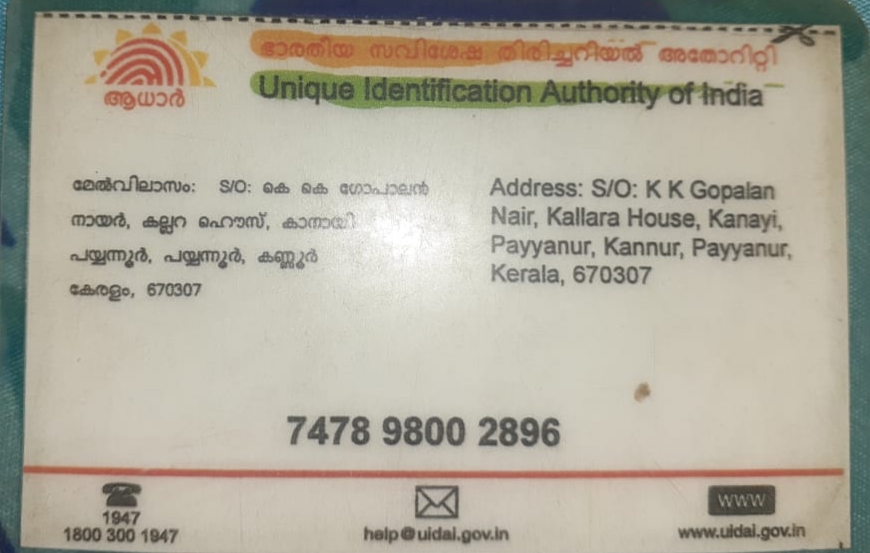 ഭാരതീയ സവിശേഷ തിരിച്ചറിയൽ അതോറിറ്റി
Unique Identification Authority of India
ആധാർ
മേൽവിലാസം: S/O: കെ കെ ഗോപാലൻ
നായർ, കല്ലറ ഹൌസ്, കാനായി
പയ്യന്നൂർ, പയ്യന്നൂർ, കണ്ണൂർ
കേരളം, 670307
Address: S/O: K K Gopalan
Nair, Kallara House, Kanayi,
Payyanur, Kannur, Payyanur,
Kerala, 670307
7478 9800 2896
1947
1800 300 1947
help@uidai.gov.in
WWW
www.uidai.gov.in